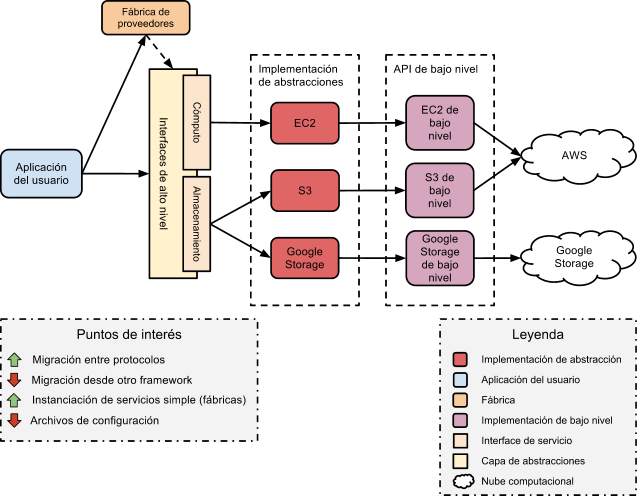 Fábrica de
proveedores
Implementación
de abstracciones
API de bajo nivel
Aplicación
del usuario
Interfaces de alto nivel
Cómputo
Almacenamiento
EC2
S3
Google
Storage
EC2 de
bajo
nivel
S3 de
bajo
nivel
Google
Storage
de bajo
nivel
AWS
Google
Storage
Puntos de interés
Migración entre protocolos
Migración desde otro framework
Instanciación de servicios simple (fábricas)
Archivos de configuración
Leyenda
Implementación de abstracción
Aplicación del usuario
Fábrica
Implementación de bajo nivel
Interface de servicio
Capa de abstracciones
Nube computacional